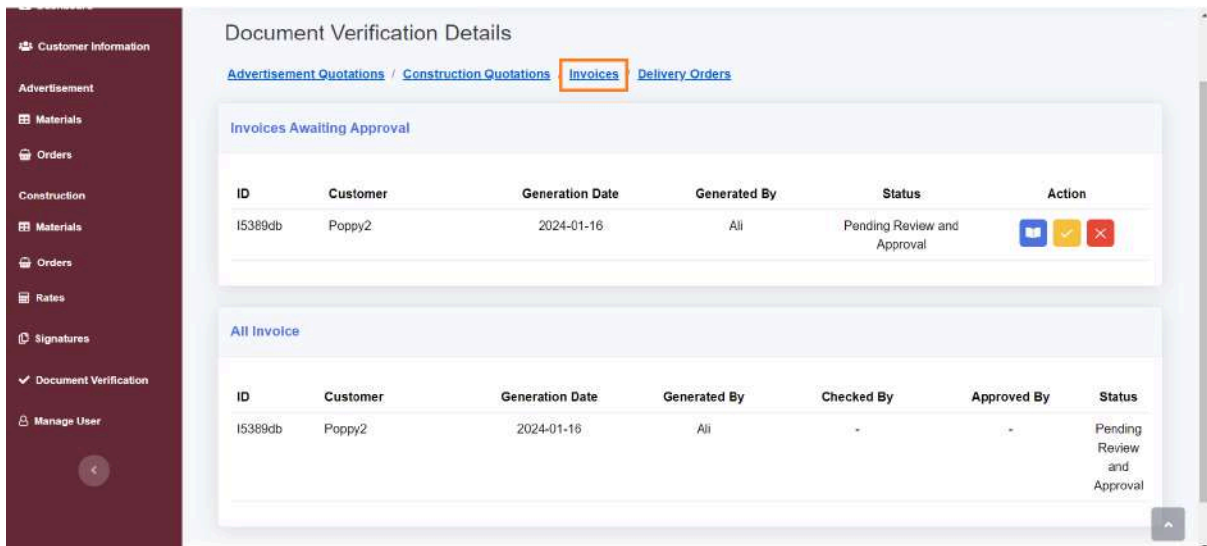 Customer Information
Advertisement
Materials
Orders
Construction
Materials
Orders
Rates
Signatures
Document Verification
Manage User
Document Verification Details
Advertisement Quotations / Construction Quotations / Invoices / Delivery Orders
Invoices Awaiting Approval
ID Customer Generation Date Generated By Status Action
I5389db Poppy2 2024-01-16 Ali Pending Review and
Approval
All Invoice
ID Customer Generation Date Generated By Checked By Approved By Status
I5389db Poppy2 2024-01-16 Ali - - Pending
Review
and
Approval